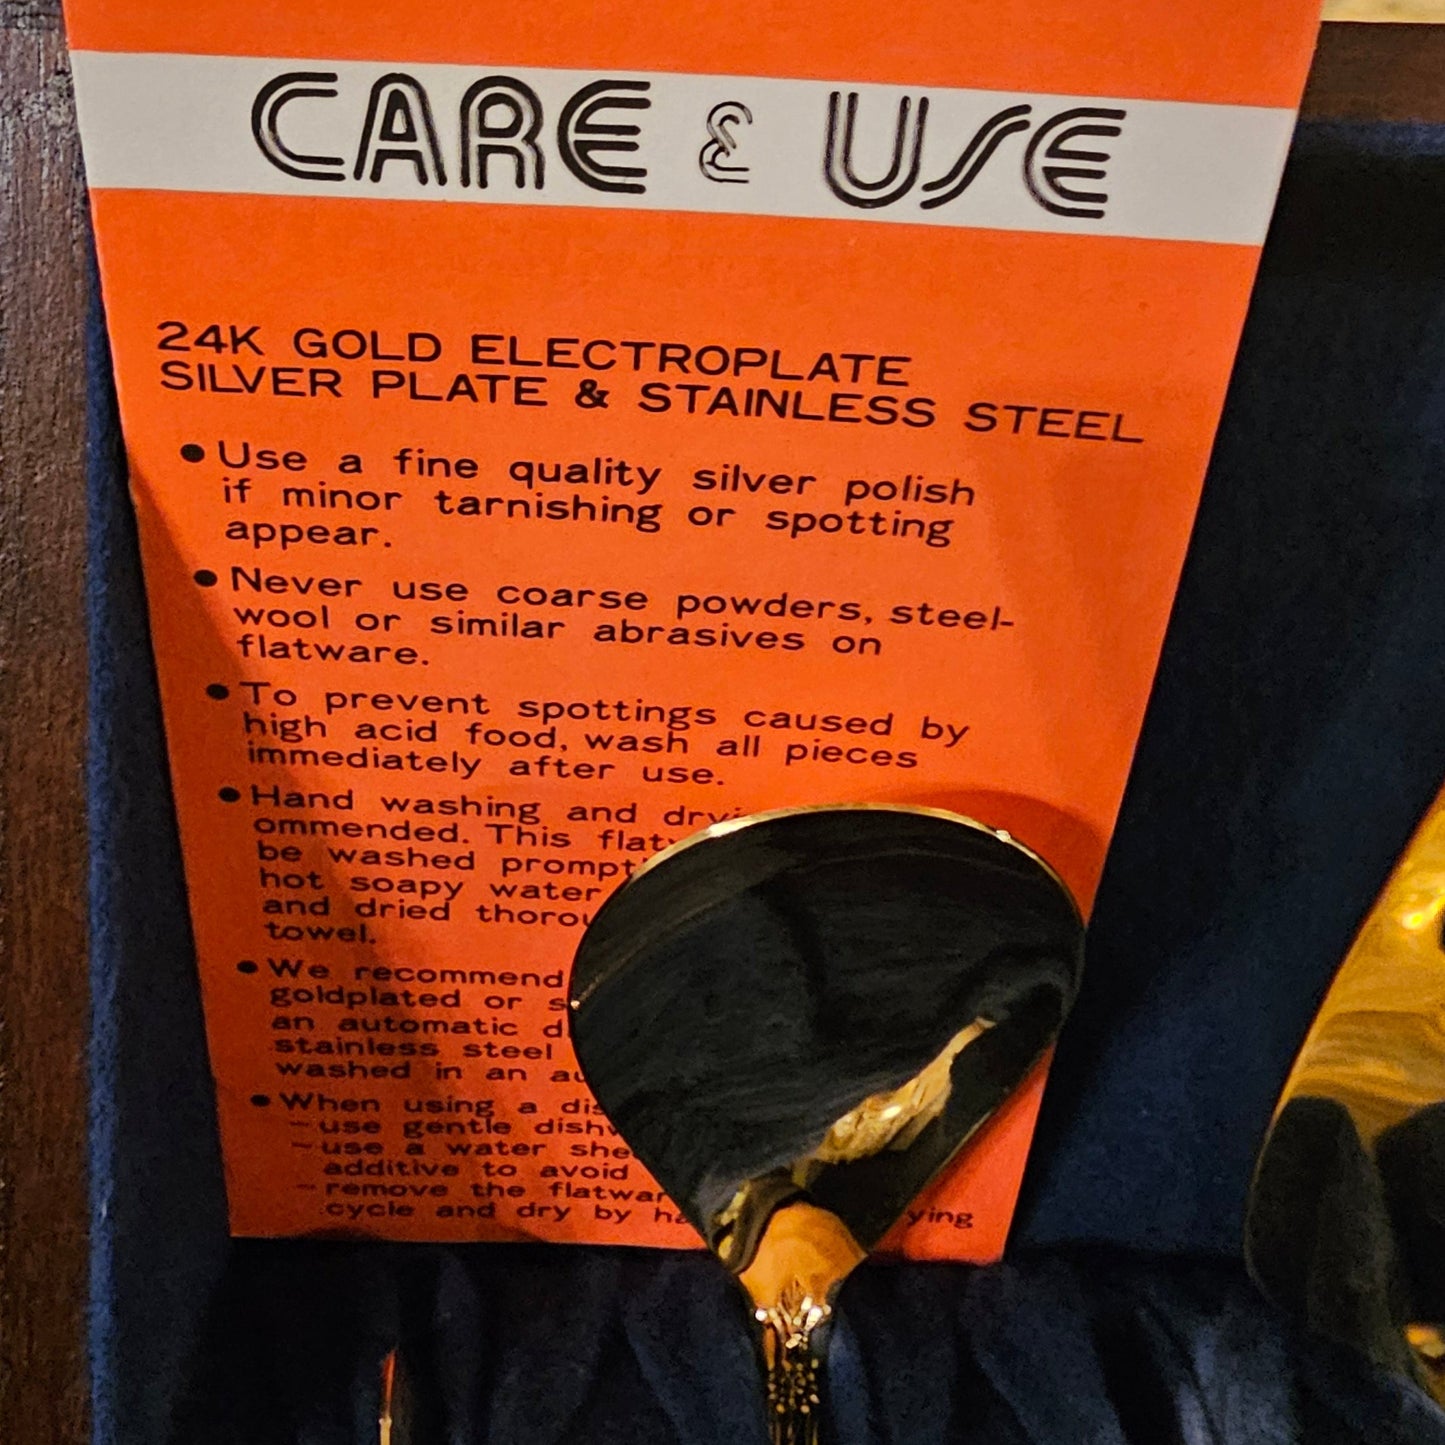 CARE & USE
24K GOLD ELECTROPLATE
SILVER PLATE & STAINLESS STEEL
● Use a fine quality silver polish
if minor tarnishing or spotting
appear.
● Never use coarse powders, steel-
wool or similar abrasives on
flatware.
● To prevent spottings caused by
high acid food, wash all pieces
immediately after use.
● Hand washing and
ommended. This
be washed
hot soapy water
and dried
towel.
● We recommend
goldplated or
an automatic
stainless steel
washed in an
● When using a
- use gentle
- use a water
additive to avoid
- remove the
cycle and dry by